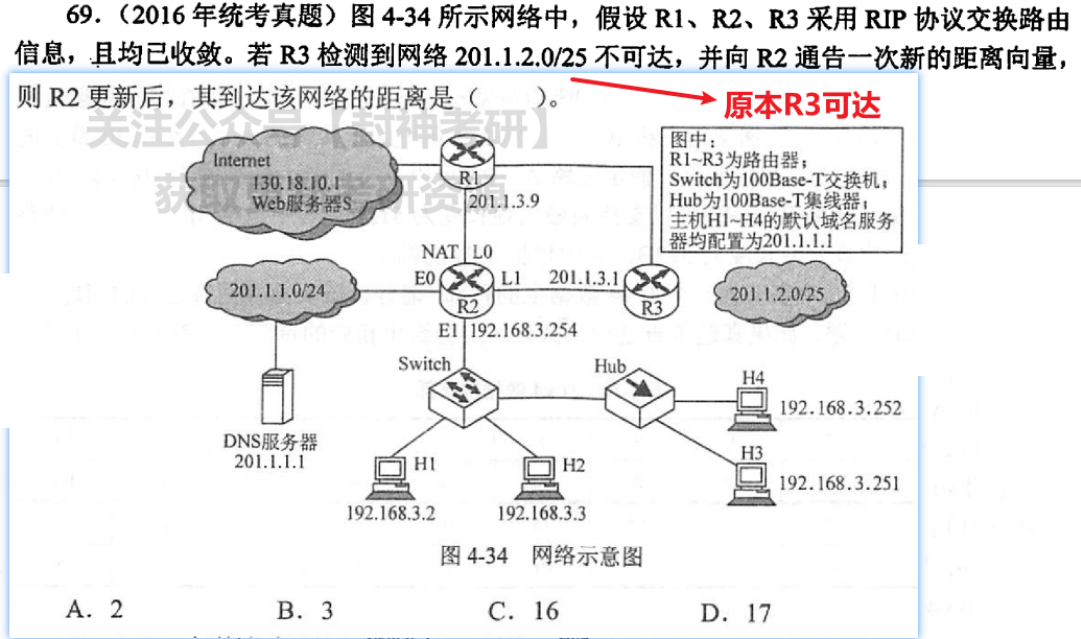 69.（2016 年统考真题）图 4-34 所示网络中，假设 R1、R2、R3 采用 RIP 协议交换路由
信息，且均已收敛。若 R3 检测到网络 201.1.2.0/25 不可达，并向 R2 通告一次新的距离向量，
则 R2 更新后，其到达该网络的距离是（　　）。
原本R3可达
关注公众号【封神考研】
图中：
R1~R3为路由器；
Switch为100Base-T交换机；
Hub为100Base-T集线器；
主机H1~H4的默认域名服务
器均配置为201.1.1.1
Internet
130.18.10.1
Web服务器S
R1
201.1.3.9
NAT L0
E0
L1
201.1.3.1
R2
R3
201.1.1.0/24
201.1.2.0/25
E1 192.168.3.254
Switch
Hub
H4
192.168.3.252
DNS服务器
201.1.1.1
H1
H2
H3
192.168.3.251
192.168.3.2
192.168.3.3
图 4-34 网络示意图
A. 2 B. 3 C. 16 D. 17